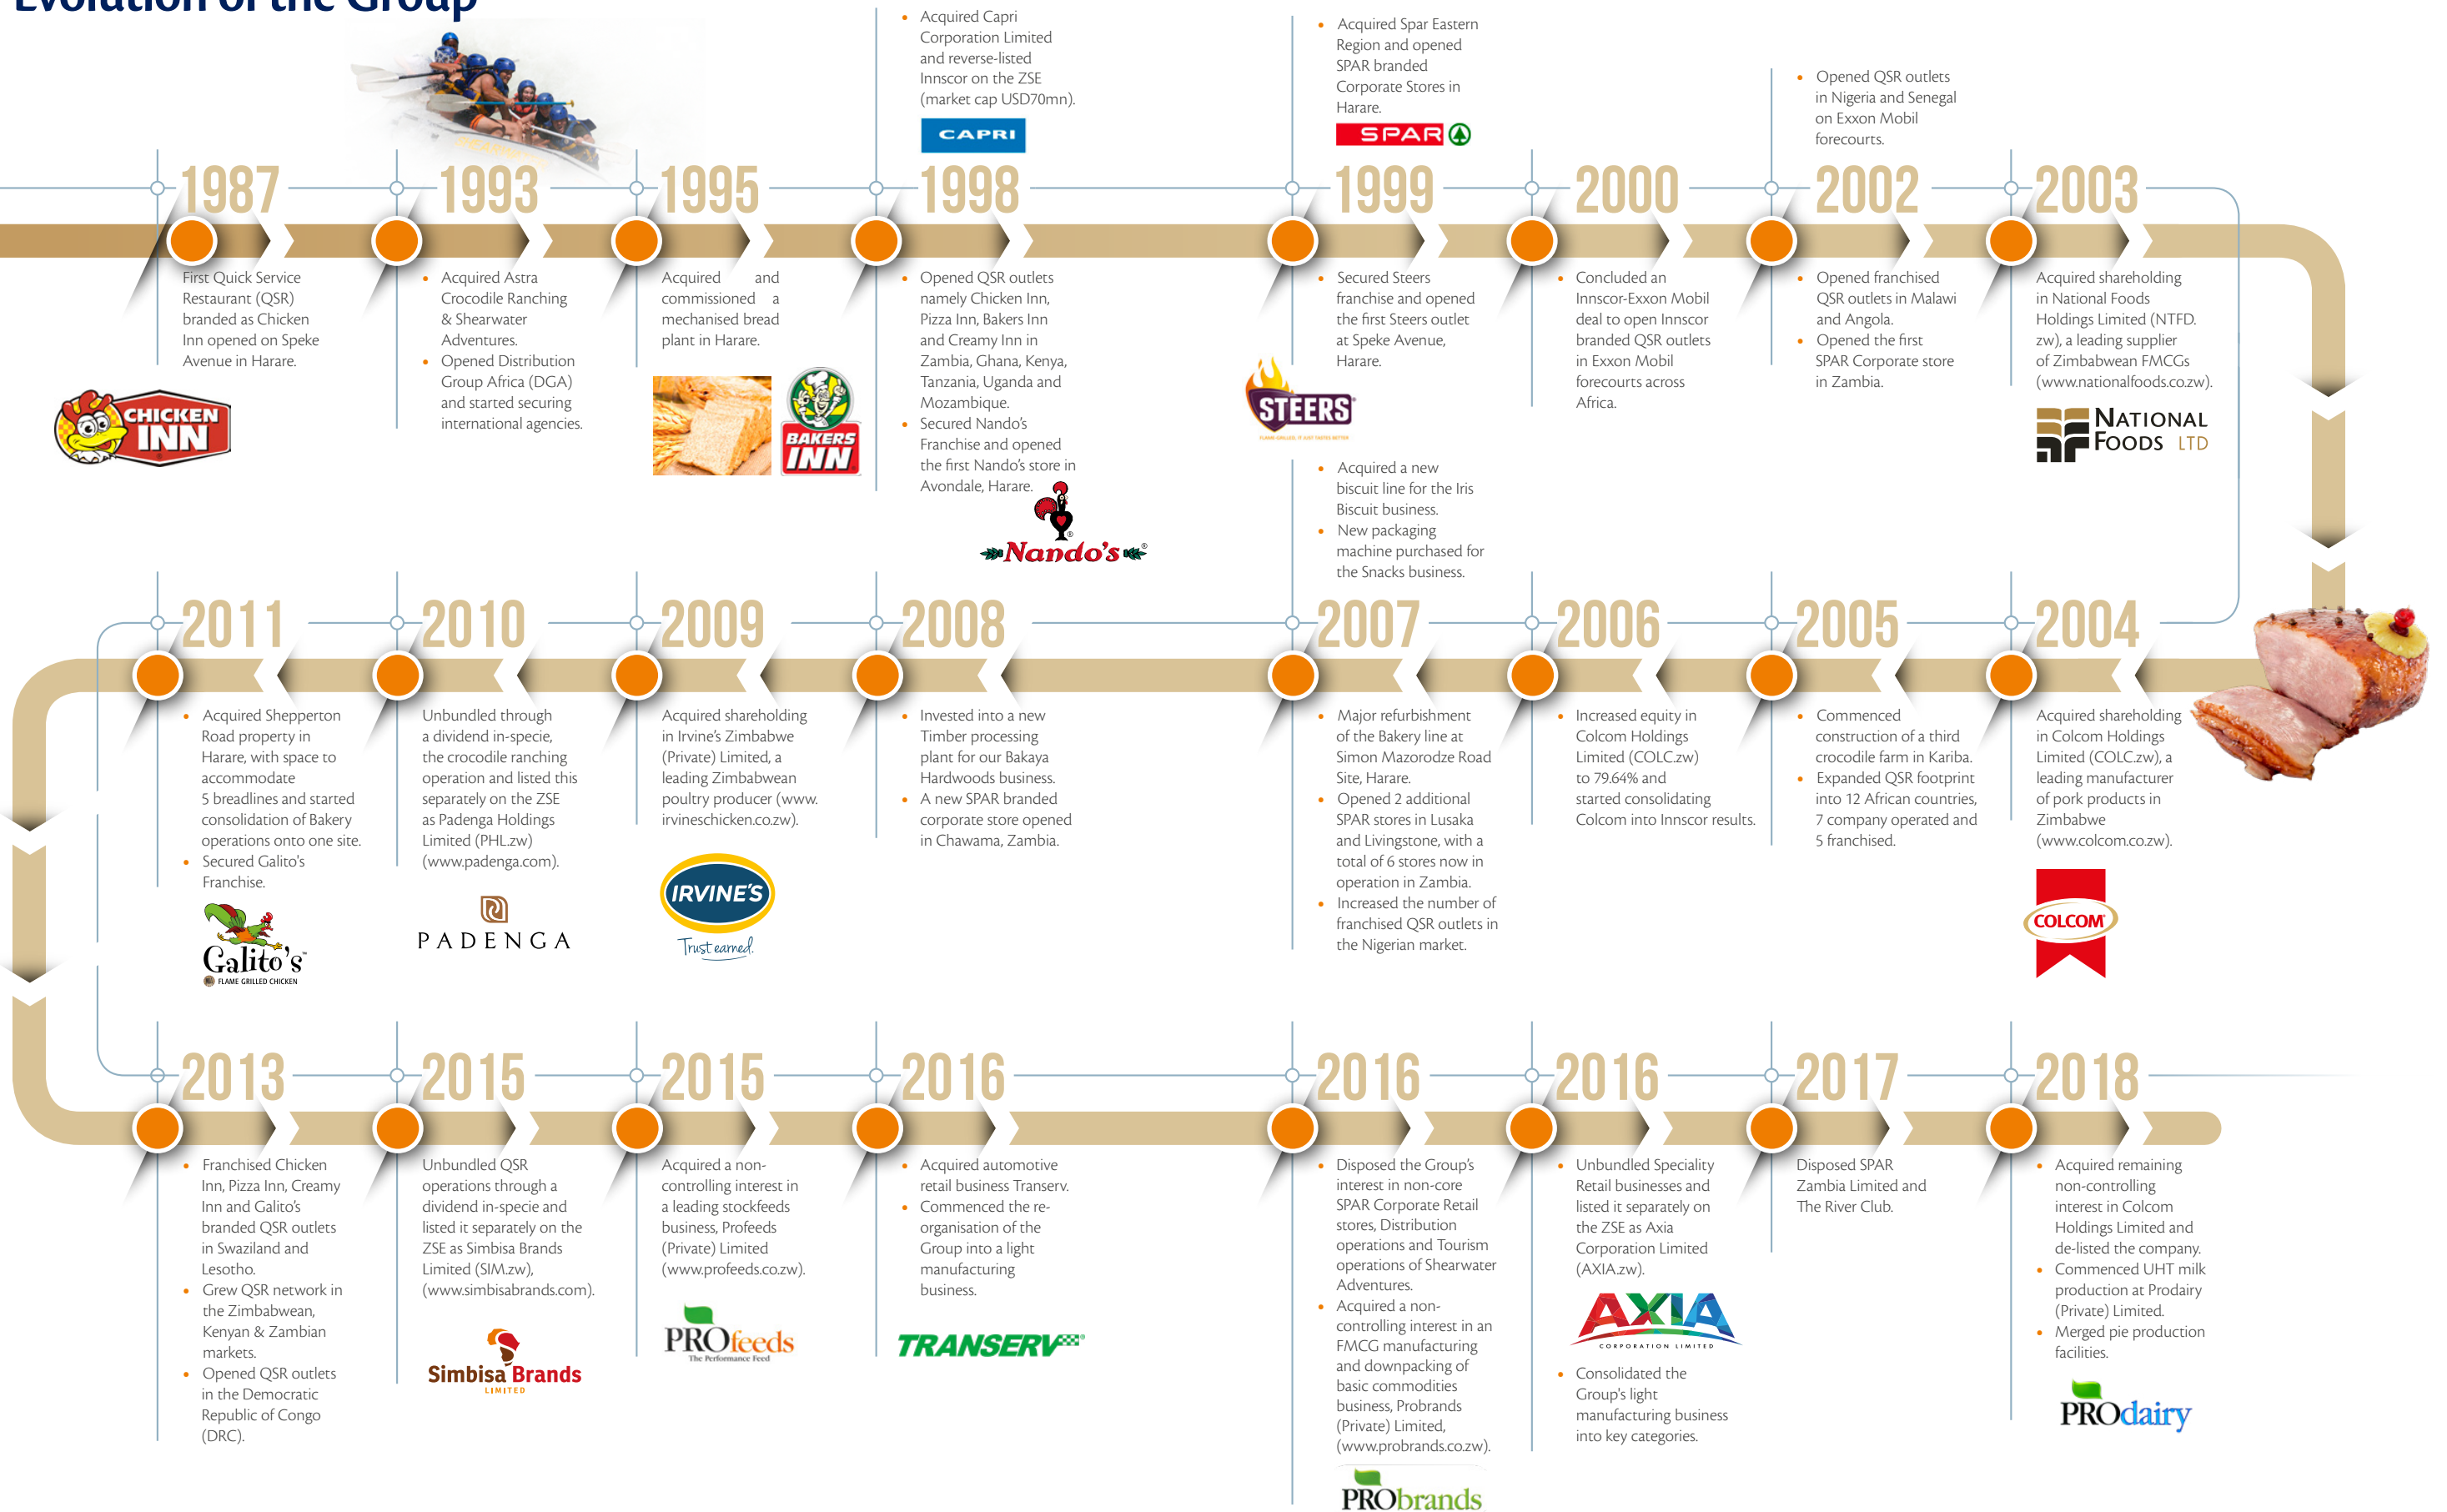 Evolution of the Group
• Acquired Capri
Corporation Limited
and reverse-listed
Innscor on the ZSE
(market cap USD70mn).
CAPRI
• Acquired Spar Eastern
Region and opened
SPAR branded
Corporate Stores in
Harare.
SPAR
• Opened QSR outlets
in Nigeria and Senegal
on Exxon Mobil
forecourts.
1987
1993
1995
1998
1999
2000
2002
2003
First Quick Service
Restaurant (QSR)
branded as Chicken
Inn opened on Speke
Avenue in Harare.
CHICKEN
INN
• Acquired Astra
Crocodile Ranching
& Shearwater
Adventures.
• Opened Distribution
Group Africa (DGA)
and started securing
international agencies.
Acquired and
commissioned a
mechanised bread
plant in Harare.
BAKERS
INN
• Opened QSR outlets
namely Chicken Inn,
Pizza Inn, Bakers Inn
and Creamy Inn in
Zambia, Ghana, Kenya,
Tanzania, Uganda and
Mozambique.
• Secured Nando's
Franchise and opened
the first Nando's store in
Avondale, Harare.
Nando's
• Secured Steers
franchise and opened
the first Steers outlet
at Speke Avenue,
Harare.
STEERS
FLAME-GRILLED, IT JUST TASTES BETTER
• Concluded an
Innscor-Exxon Mobil
deal to open Innscor
branded QSR outlets
in Exxon Mobil
forecourts across
Africa.
• Opened franchised
QSR outlets in Malawi
and Angola.
• Opened the first
SPAR Corporate store
in Zambia.
Acquired shareholding
in National Foods
Holdings Limited (NTFD.
zw), a leading supplier
of Zimbabwean FMCGs
(www.nationalfoods.co.zw).
NATIONAL
FOODS LTD
• Acquired a new
biscuit line for the Iris
Biscuit business.
• New packaging
machine purchased for
the Snacks business.
2011
2010
2009
2008
2007
2006
2005
2004
• Acquired Shepperton
Road property in
Harare, with space to
accommodate
5 breadlines and started
consolidation of Bakery
operations onto one site.
• Secured Galito's
Franchise.
Galito's
FLAME GRILLED CHICKEN
Unbundled through
a dividend in-specie,
the crocodile ranching
operation and listed this
separately on the ZSE
as Padenga Holdings
Limited (PHL.zw)
(www.padenga.com).
PADENGA
Acquired shareholding
in Irvine's Zimbabwe
(Private) Limited, a
leading Zimbabwean
poultry producer (www.
irvineschicken.co.zw).
IRVINE'S
Trust earned.
• Invested into a new
Timber processing
plant for our Bakaya
Hardwoods business.
• A new SPAR branded
corporate store opened
in Chawama, Zambia.
• Major refurbishment
of the Bakery line at
Simon Mazorodze Road
Site, Harare.
• Opened 2 additional
SPAR stores in Lusaka
and Livingstone, with a
total of 6 stores now in
operation in Zambia.
• Increased the number of
franchised QSR outlets in
the Nigerian market.
• Increased equity in
Colcom Holdings
Limited (COLC.zw)
to 79.64% and
started consolidating
Colcom into Innscor results.
• Commenced
construction of a third
crocodile farm in Kariba.
• Expanded QSR footprint
into 12 African countries,
7 company operated and
5 franchised.
Acquired shareholding
in Colcom Holdings
Limited (COLC.zw), a
leading manufacturer
of pork products in
Zimbabwe
(www.colcom.co.zw).
COLCOM
2013
2015
2015
2016
2016
2016
2017
2018
• Franchised Chicken
Inn, Pizza Inn, Creamy
Inn and Galito's
branded QSR outlets
in Swaziland and
Lesotho.
• Grew QSR network in
the Zimbabwean,
Kenyan & Zambian
markets.
• Opened QSR outlets
in the Democratic
Republic of Congo
(DRC).
Unbundled QSR
operations through a
dividend in-specie and
listed it separately on the
ZSE as Simbisa Brands
Limited (SIM.zw),
(www.simbisabrands.com).
Simbisa Brands
LIMITED
Acquired a non-
controlling interest in
a leading stockfeeds
business, Profeeds
(Private) Limited
(www.profeeds.co.zw).
PROfeeds
The Performance Feed
• Acquired automotive
retail business Transerv.
• Commenced the re-
organisation of the
Group into a light
manufacturing
business.
TRANSERV
• Disposed the Group's
interest in non-core
SPAR Corporate Retail
stores, Distribution
operations and Tourism
operations of Shearwater
Adventures.
• Acquired a non-
controlling interest in an
FMCG manufacturing
and downpacking of
basic commodities
business, Probrands
(Private) Limited,
(www.probrands.co.zw).
PRObrands
• Unbundled Speciality
Retail businesses and
listed it separately on
the ZSE as Axia
Corporation Limited
(AXIA.zw).
AXIA
CORPORATION LIMITED
• Consolidated the
Group's light
manufacturing business
into key categories.
Disposed SPAR
Zambia Limited and
The River Club.
• Acquired remaining
non-controlling
interest in Colcom
Holdings Limited and
de-listed the company.
• Commenced UHT milk
production at Prodairy
(Private) Limited.
• Merged pie production
facilities.
PROdairy